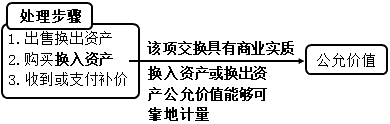 处理步骤
1. 出售换出资产
2. 购买换入资产
3. 收到或支付补价
该项交换具有商业实质
换入资产或换出资
产公允价值能够可
靠地计量
公允价值